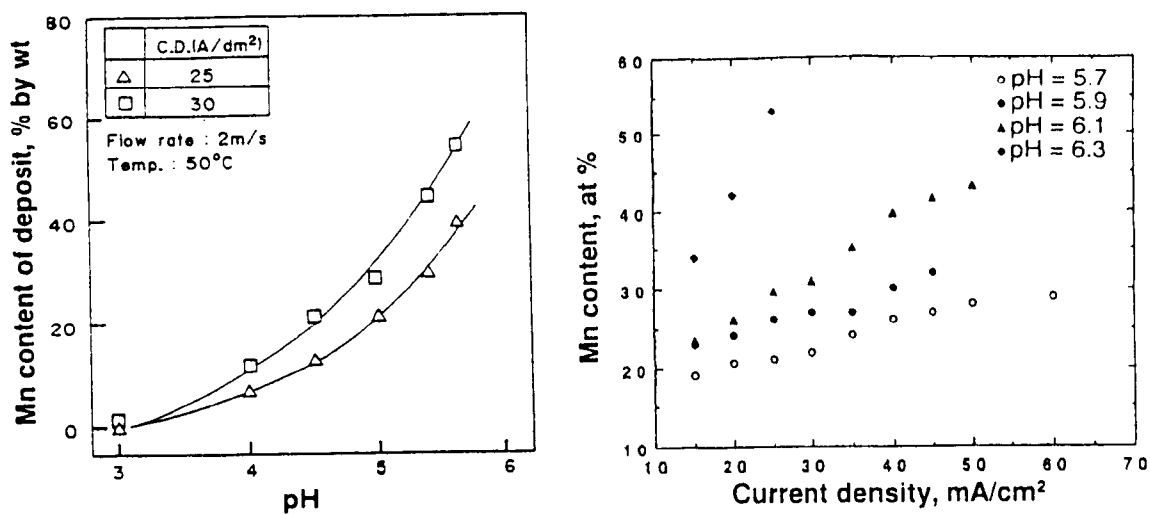 80
60
40
20
0
Mn content of deposit, % by wt
C.D.(A/dm²)
△ 25
□ 30
Flow rate : 2m/s
Temp. : 50°C
3 4 5 6
pH
60
50
40
30
20
10
Mn content, at %
○ pH = 5.7
● pH = 5.9
▲ pH = 6.1
◆ pH = 6.3
10 20 30 40 50 60 70
Current density, mA/cm²